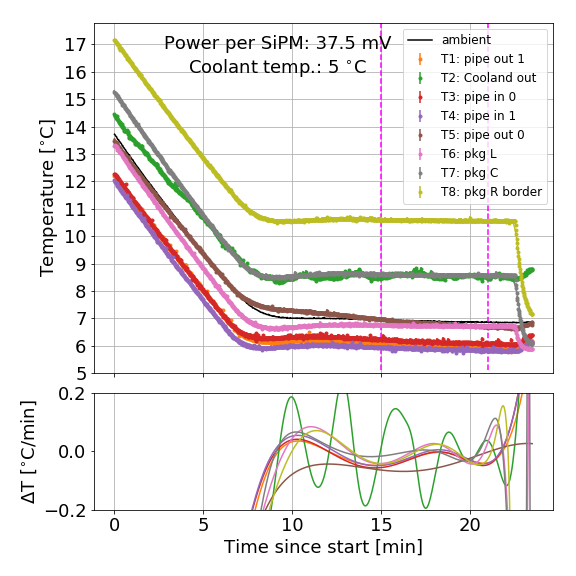 Power per SiPM: 37.5 mV
Coolant temp.: 5 °C
ambient
T1: pipe out 1
T2: Cooland out
T3: pipe in 0
T4: pipe in 1
T5: pipe out 0
T6: pkg L
T7: pkg C
T8: pkg R border
Temperature [°C]
17
16
15
14
13
12
11
10
9
8
7
6
5
ΔT [°C/min]
0.2
0.0
−0.2
0 5 10 15 20
Time since start [min]